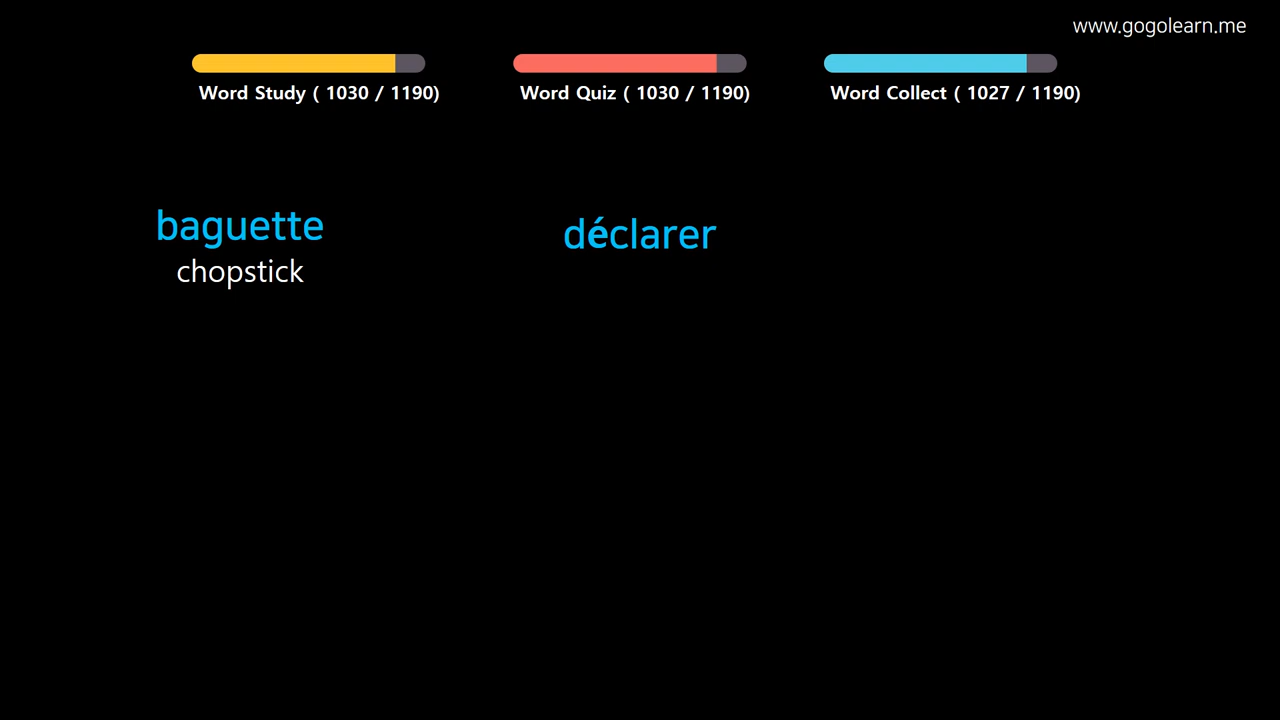 www.gogolearn.me
Word Study ( 1030 / 1190)
Word Quiz ( 1030 / 1190)
Word Collect ( 1027 / 1190)
baguette
chopstick
déclarer